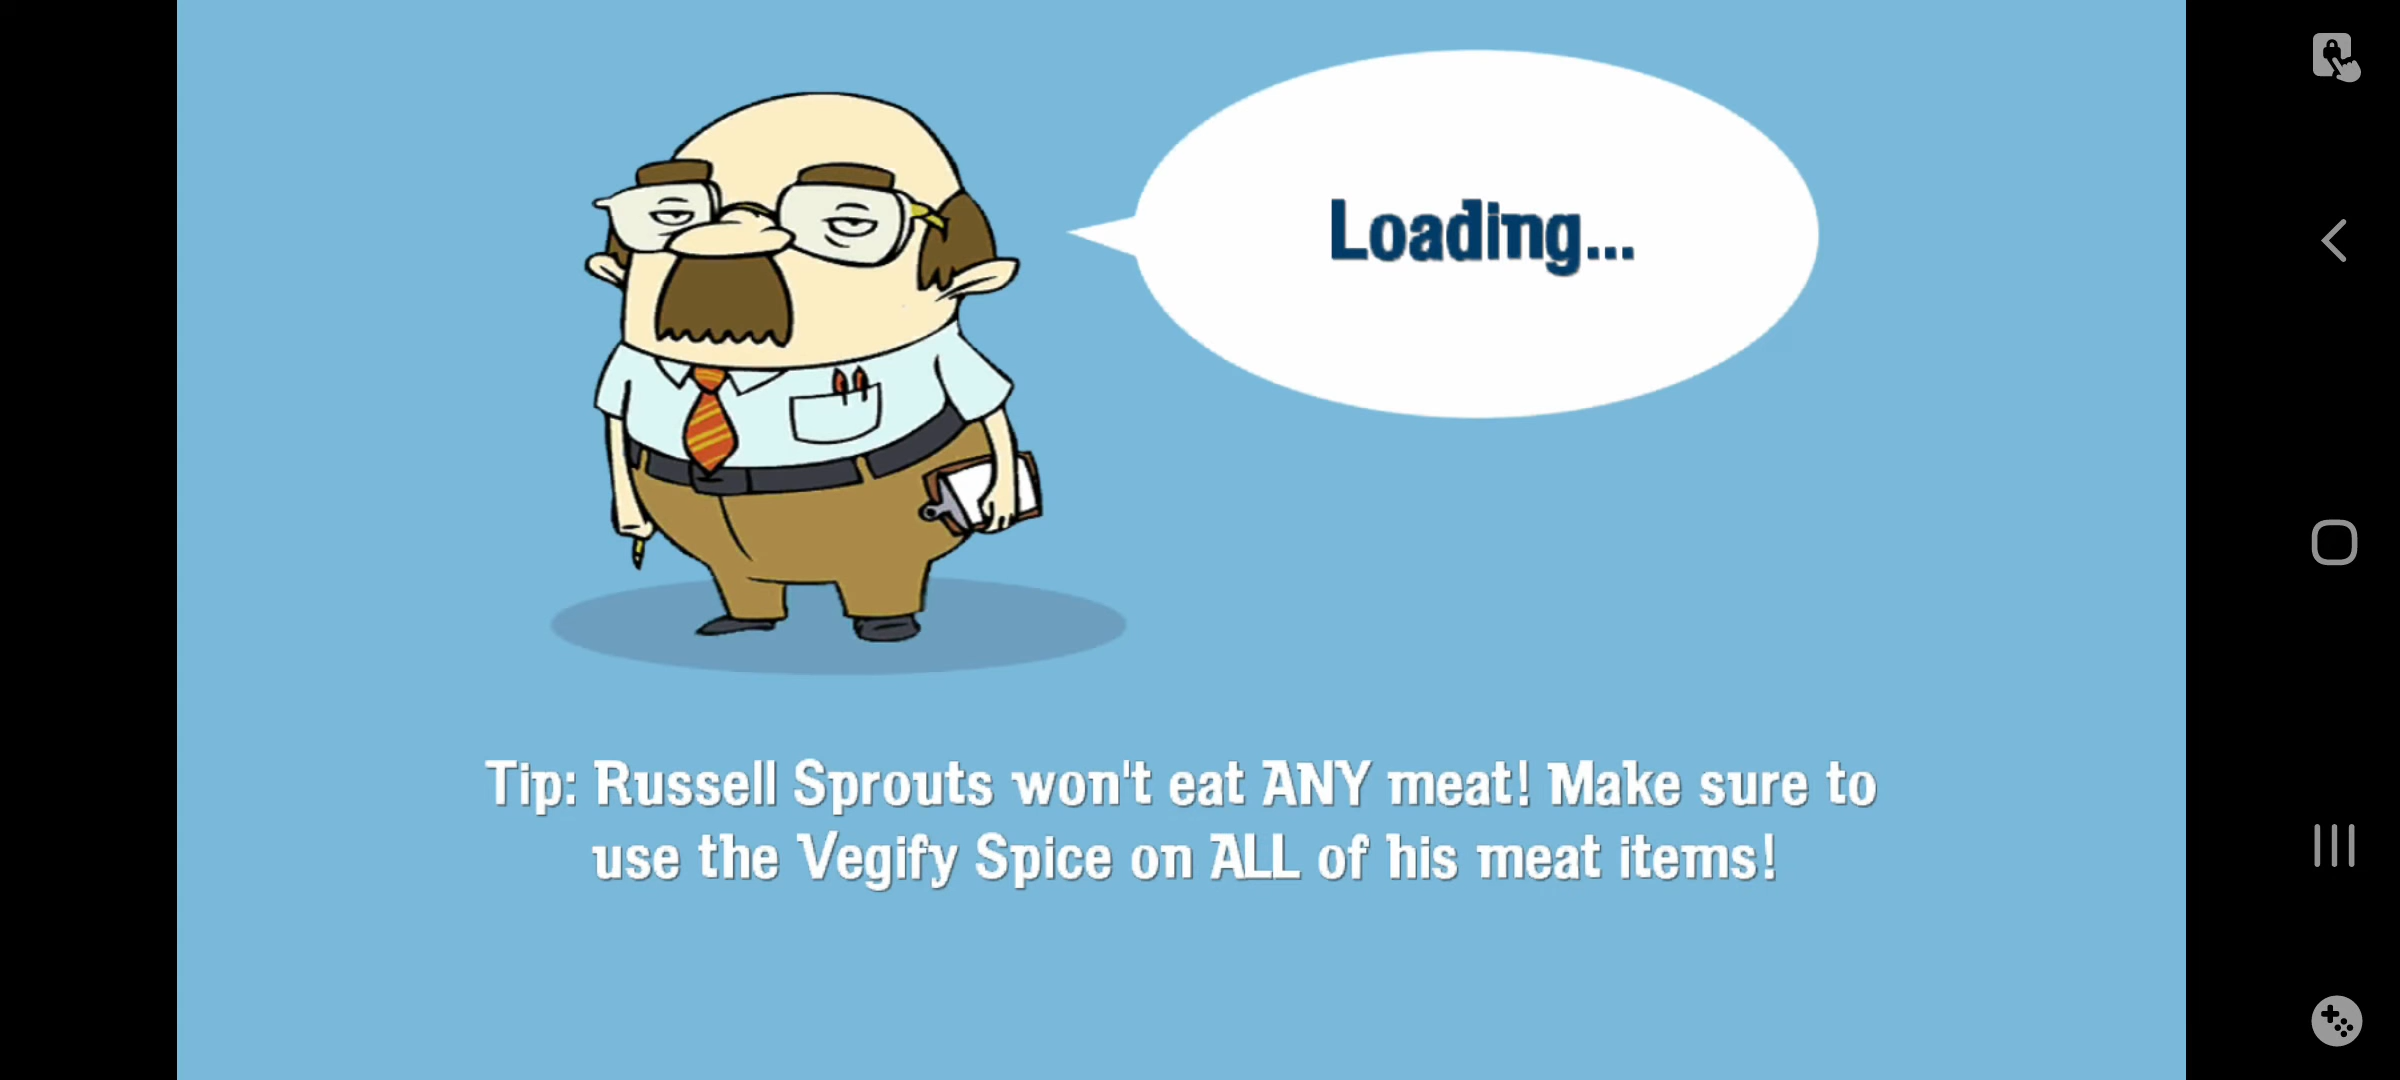 Loading...
Tip: Russell Sprouts won't eat ANY meat! Make sure to
use the Vegify Spice on ALL of his meat items!